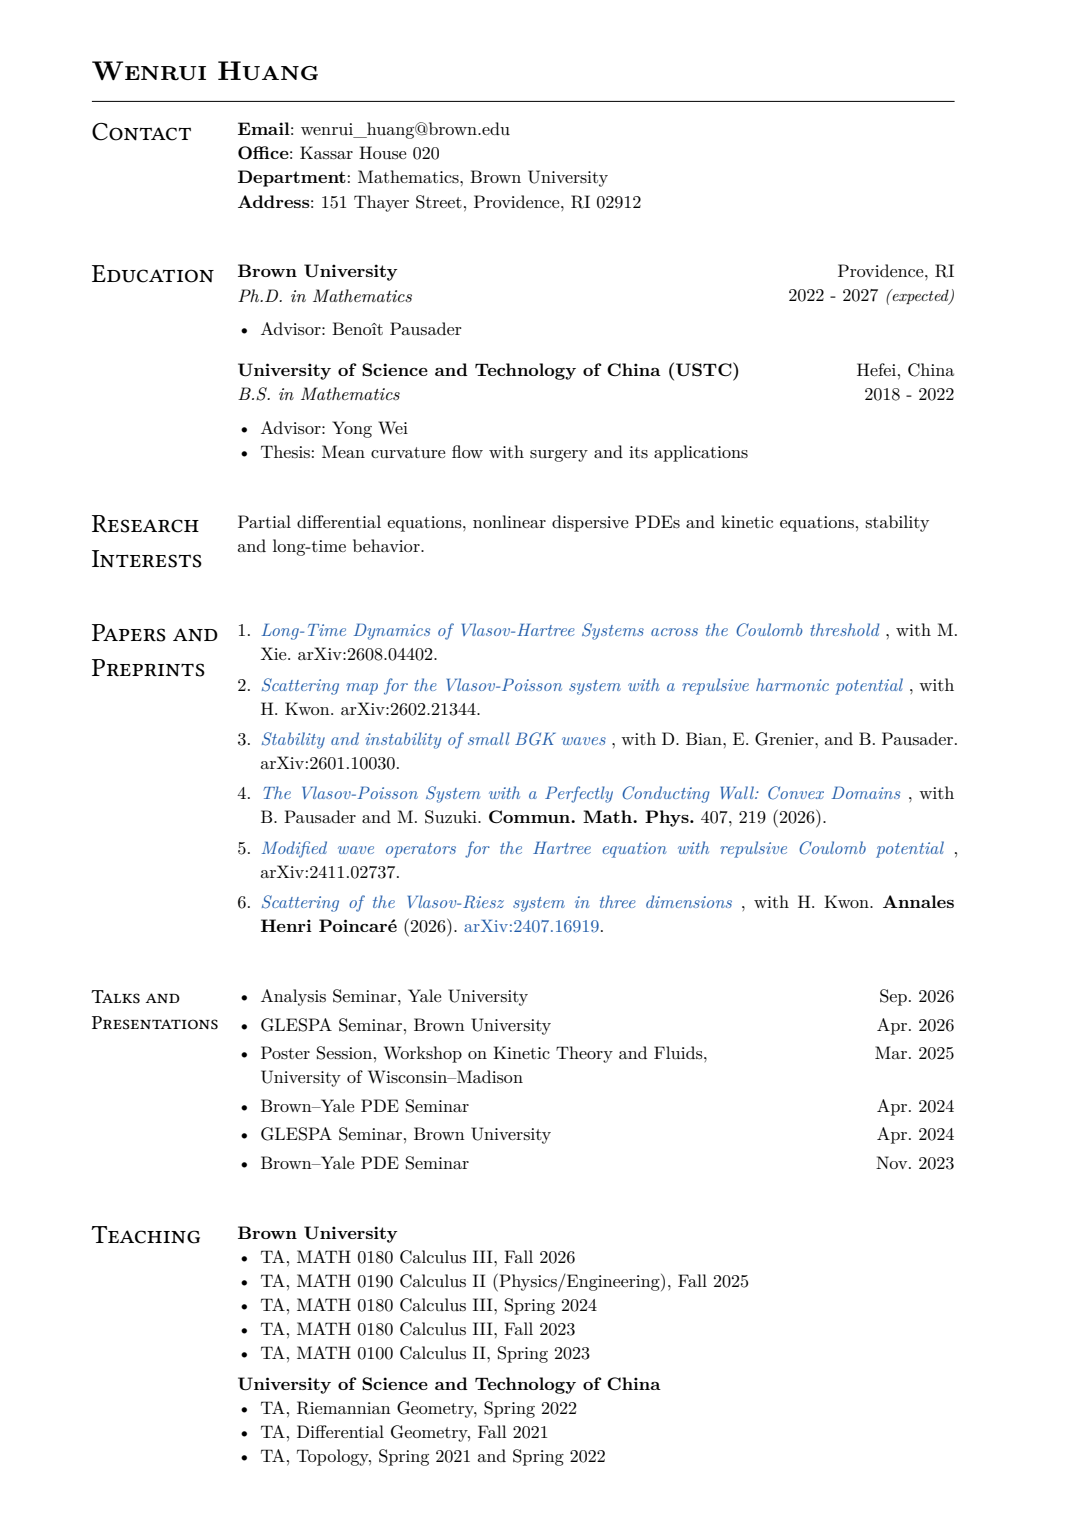 Wenrui Huang
Contact
Email: wenrui_huang@brown.edu
Office: Kassar House 020
Department: Mathematics, Brown University
Address: 151 Thayer Street, Providence, RI 02912
Education
Brown University Providence, RI
Ph.D. in Mathematics 2022 - 2027 (expected)
• Advisor: Benoît Pausader
University of Science and Technology of China (USTC) Hefei, China
B.S. in Mathematics 2018 - 2022
• Advisor: Yong Wei
• Thesis: Mean curvature flow with surgery and its applications
Research
Interests
Partial differential equations, nonlinear dispersive PDEs and kinetic equations, stability
and long-time behavior.
Papers and
Preprints
1. Long-Time Dynamics of Vlasov-Hartree Systems across the Coulomb threshold , with M.
Xie. arXiv:2608.04402.
2. Scattering map for the Vlasov-Poisson system with a repulsive harmonic potential , with
H. Kwon. arXiv:2602.21344.
3. Stability and instability of small BGK waves , with D. Bian, E. Grenier, and B. Pausader.
arXiv:2601.10030.
4. The Vlasov-Poisson System with a Perfectly Conducting Wall: Convex Domains , with
B. Pausader and M. Suzuki. Commun. Math. Phys. 407, 219 (2026).
5. Modified wave operators for the Hartree equation with repulsive Coulomb potential ,
arXiv:2411.02737.
6. Scattering of the Vlasov-Riesz system in three dimensions , with H. Kwon. Annales
Henri Poincaré (2026). arXiv:2407.16919.
Talks and
Presentations
• Analysis Seminar, Yale University Sep. 2026
• GLESPA Seminar, Brown University Apr. 2026
• Poster Session, Workshop on Kinetic Theory and Fluids, Mar. 2025
University of Wisconsin–Madison
• Brown–Yale PDE Seminar Apr. 2024
• GLESPA Seminar, Brown University Apr. 2024
• Brown–Yale PDE Seminar Nov. 2023
Teaching
Brown University
• TA, MATH 0180 Calculus III, Fall 2026
• TA, MATH 0190 Calculus II (Physics/Engineering), Fall 2025
• TA, MATH 0180 Calculus III, Spring 2024
• TA, MATH 0180 Calculus III, Fall 2023
• TA, MATH 0100 Calculus II, Spring 2023
University of Science and Technology of China
• TA, Riemannian Geometry, Spring 2022
• TA, Differential Geometry, Fall 2021
• TA, Topology, Spring 2021 and Spring 2022